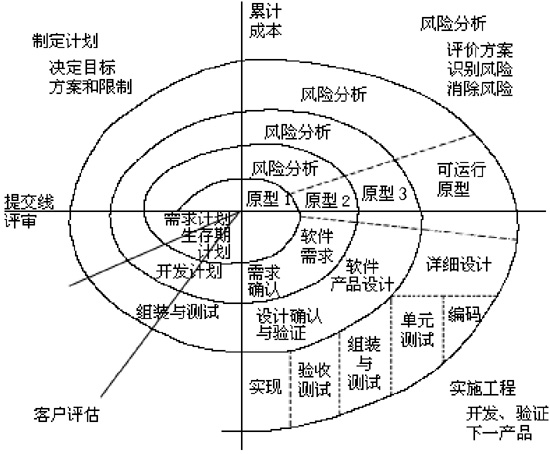 累计
成本
制定计划
决定目标
方案和限制
风险分析
评价方案
识别风险
消除风险
风险分析
风险分析
风险分析
可运行
原型
原型 1
原型 2
原型 3
提交线
评审
需求计划
生存期
计划
软件
需求
开发计划
需求
确认
软件
产品设计
详细设计
组装与测试
设计确认
与验证
组装
与
测试
单元
测试
编码
实现
验收
测试
客户评估
实施工程
开发、验证
下一产品